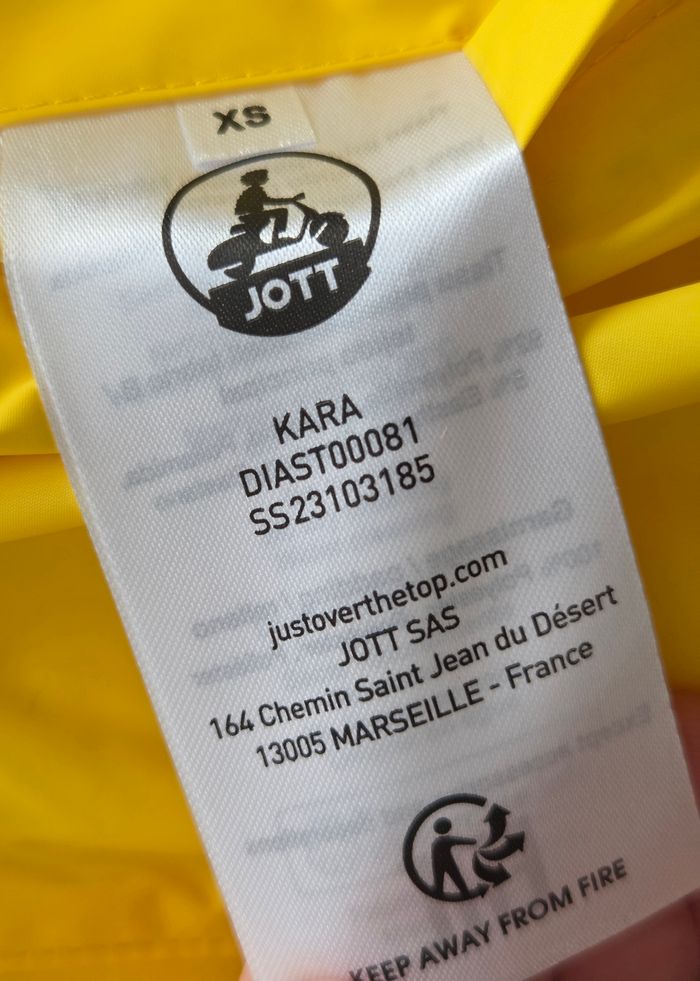 XS
JOTT
KARA
DIAST00081
SS23103185
justoverthetop.com
JOTT SAS
164 Chemin Saint Jean du Désert
13005 MARSEILLE - France
KEEP AWAY FROM FIRE